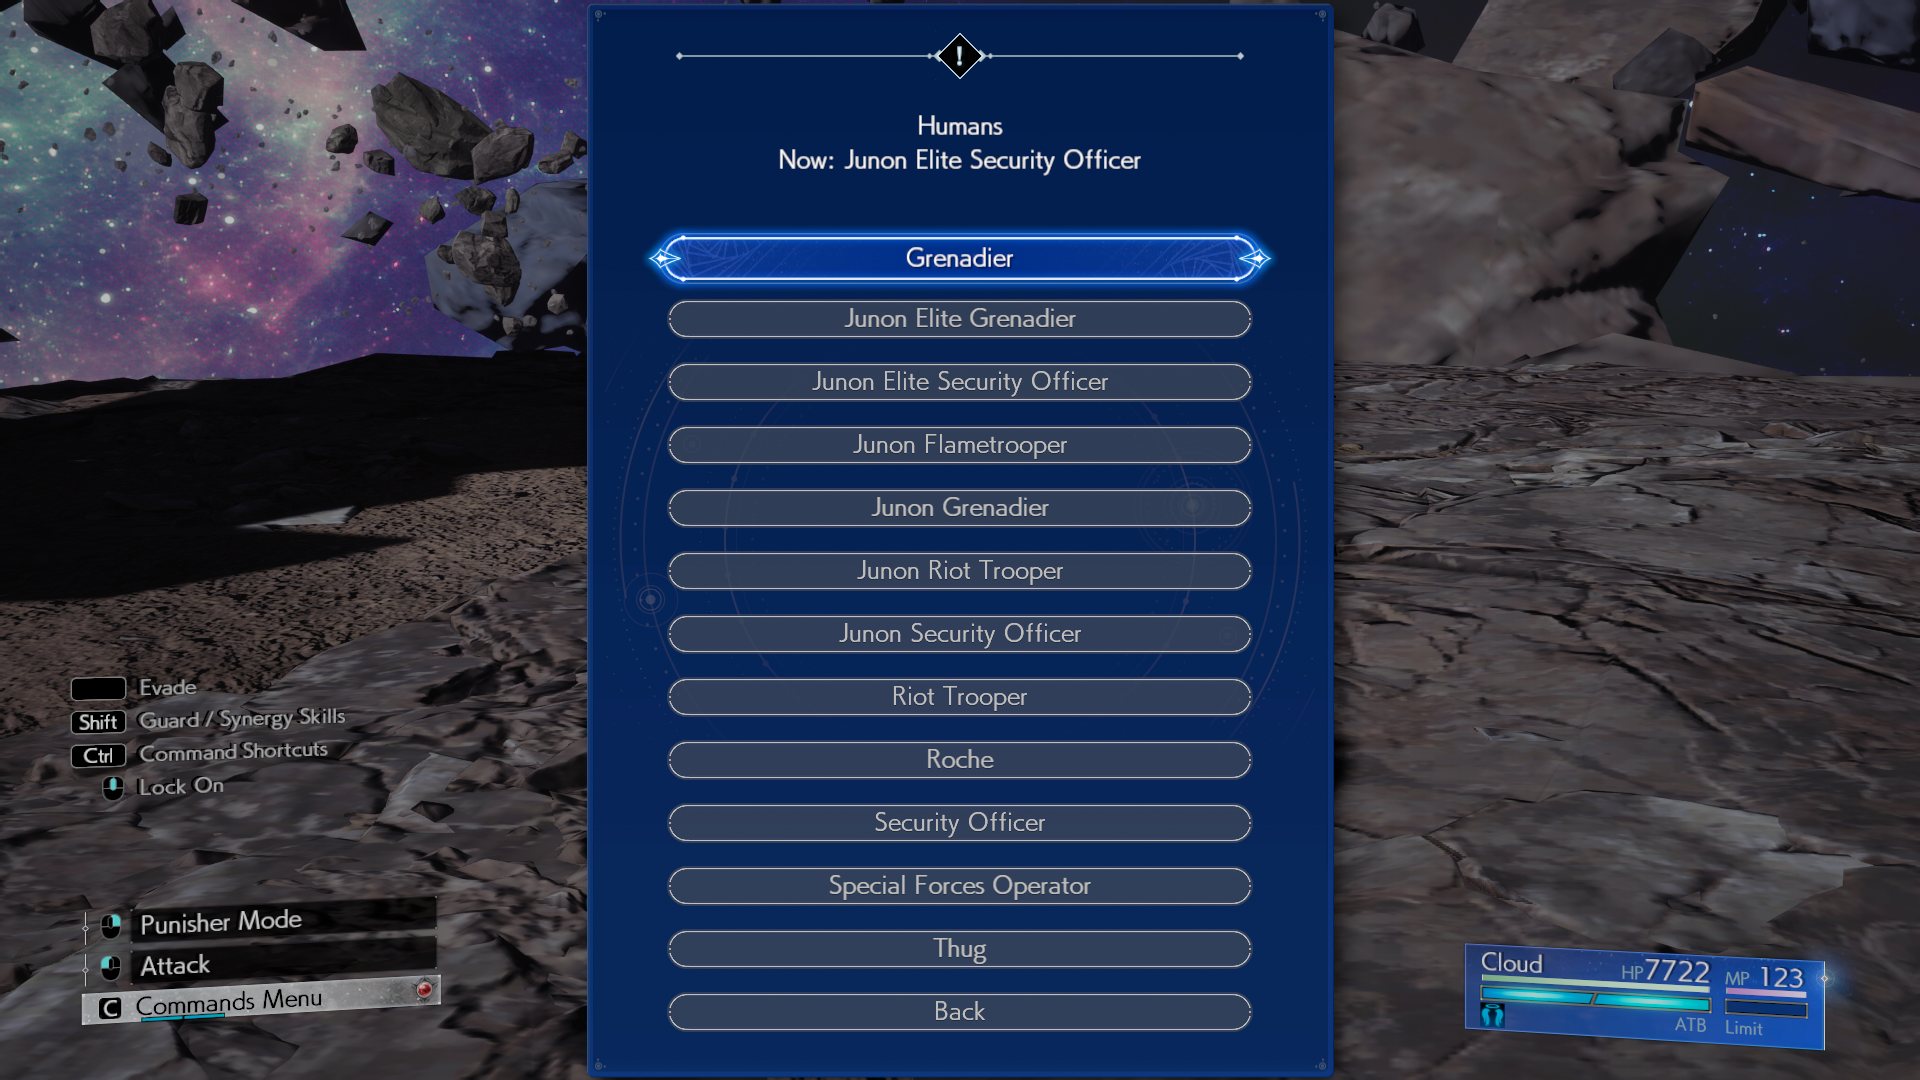 !
Humans
Now: Junon Elite Security Officer
Grenadier
Junon Elite Grenadier
Junon Elite Security Officer
Junon Flametrooper
Junon Grenadier
Junon Riot Trooper
Junon Security Officer
Riot Trooper
Roche
Security Officer
Special Forces Operator
Thug
Back
Evade
Shift Guard / Synergy Skills
Ctrl Command Shortcuts
Lock On
Punisher Mode
Attack
C Commands Menu
Cloud HP 7722 MP 123
ATB Limit